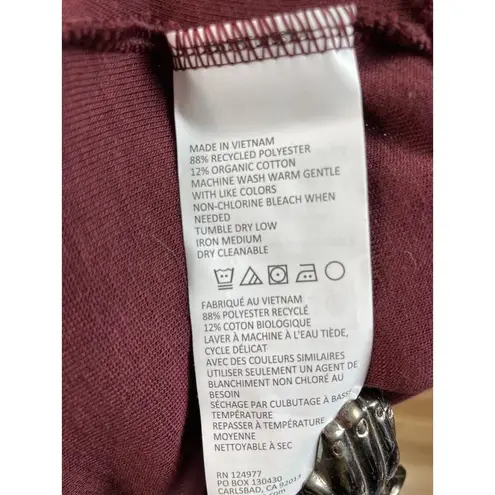 MADE IN VIETNAM
88% RECYCLED POLYESTER
12% ORGANIC COTTON
MACHINE WASH WARM GENTLE
WITH LIKE COLORS
NON-CHLORINE BLEACH WHEN
NEEDED
TUMBLE DRY LOW
IRON MEDIUM
DRY CLEANABLE
FABRIQUÉ AU VIETNAM
88% POLYESTER RECYCLÉ
12% COTON BIOLOGIQUE
LAVER À MACHINE À L'EAU TIÈDE,
CYCLE DÉLICAT
AVEC DES COULEURS SIMILAIRES
UTILISER SEULEMENT UN AGENT DE
BLANCHIMENT NON CHLORÉ AU
BESOIN
SÉCHAGE PAR CULBUTAGE À BASSE
TEMPÉRATURE
REPASSER À TEMPÉRATURE
MOYENNE
NETTOYABLE À SEC
RN 124977
PO BOX 130430
CARLSBAD, CA 92013